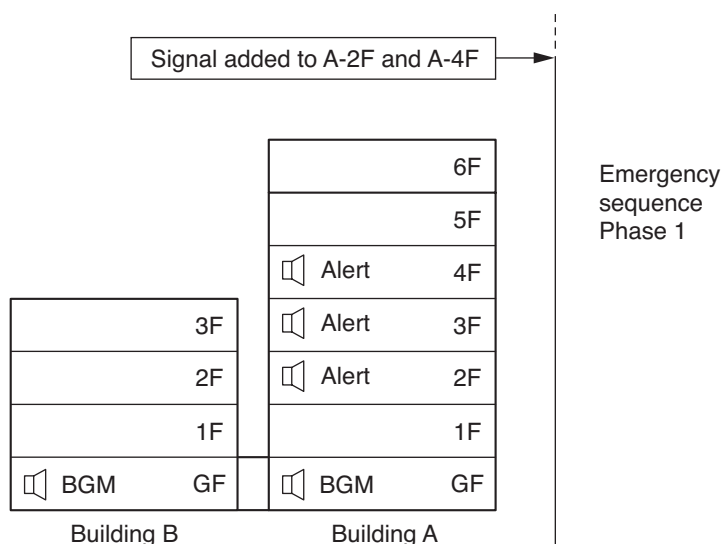 Signal added to A-2F and A-4F
6F
5F
Alert 4F
Alert 3F
Alert 2F
1F
BGM GF
Building A
3F
2F
1F
BGM GF
Building B
Emergency
sequence
Phase 1